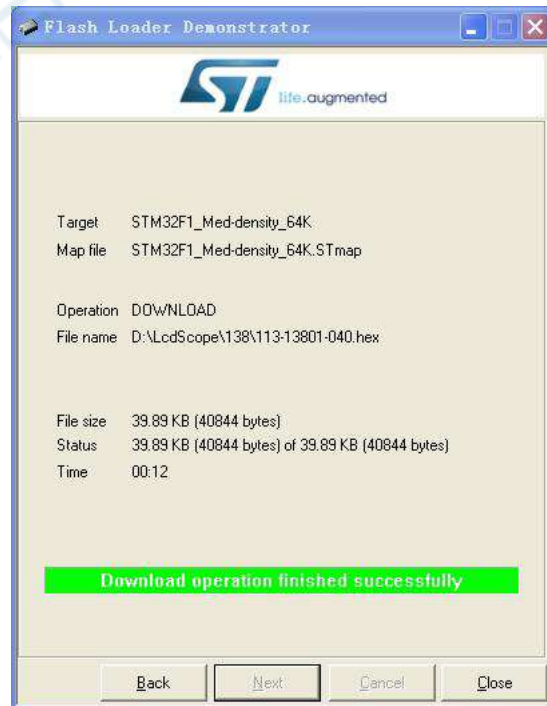 Flash Loader Demonstrator
ST life.augmented
Target STM32F1_Med-density_64K
Map file STM32F1_Med-density_64K.STmap
Operation DOWNLOAD
File name D:\LcdScope\138\113-13801-040.hex
File size 39.89 KB (40844 bytes)
Status 39.89 KB (40844 bytes) of 39.89 KB (40844 bytes)
Time 00:12
Download operation finished successfully
Back Next Cancel Close